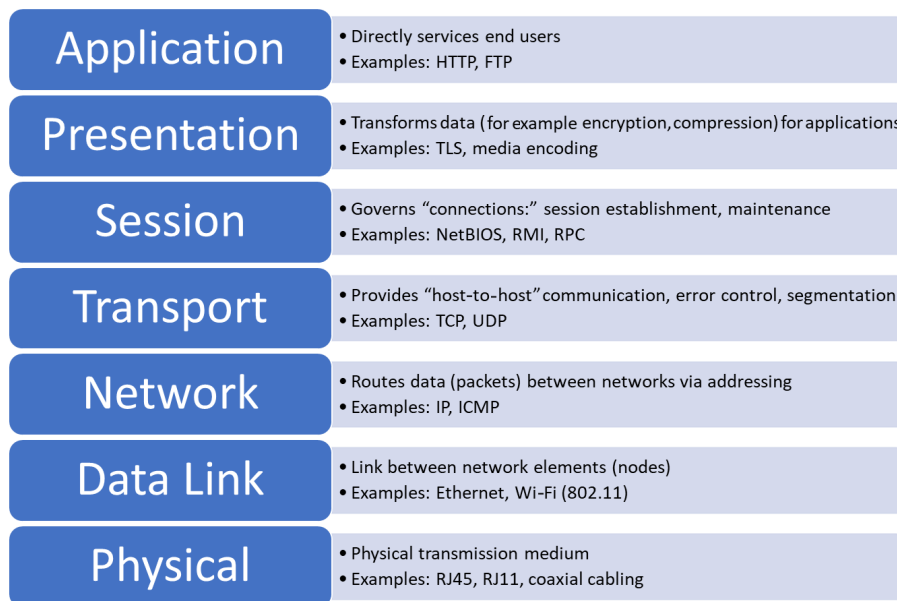 Application
• Directly services end users
• Examples: HTTP, FTP
Presentation
• Transforms data (for example encryption, compression) for applications
• Examples: TLS, media encoding
Session
• Governs “connections:” session establishment, maintenance
• Examples: NetBIOS, RMI, RPC
Transport
• Provides “host-to-host” communication, error control, segmentation
• Examples: TCP, UDP
Network
• Routes data (packets) between networks via addressing
• Examples: IP, ICMP
Data Link
• Link between network elements (nodes)
• Examples: Ethernet, Wi-Fi (802.11)
Physical
• Physical transmission medium
• Examples: RJ45, RJ11, coaxial cabling